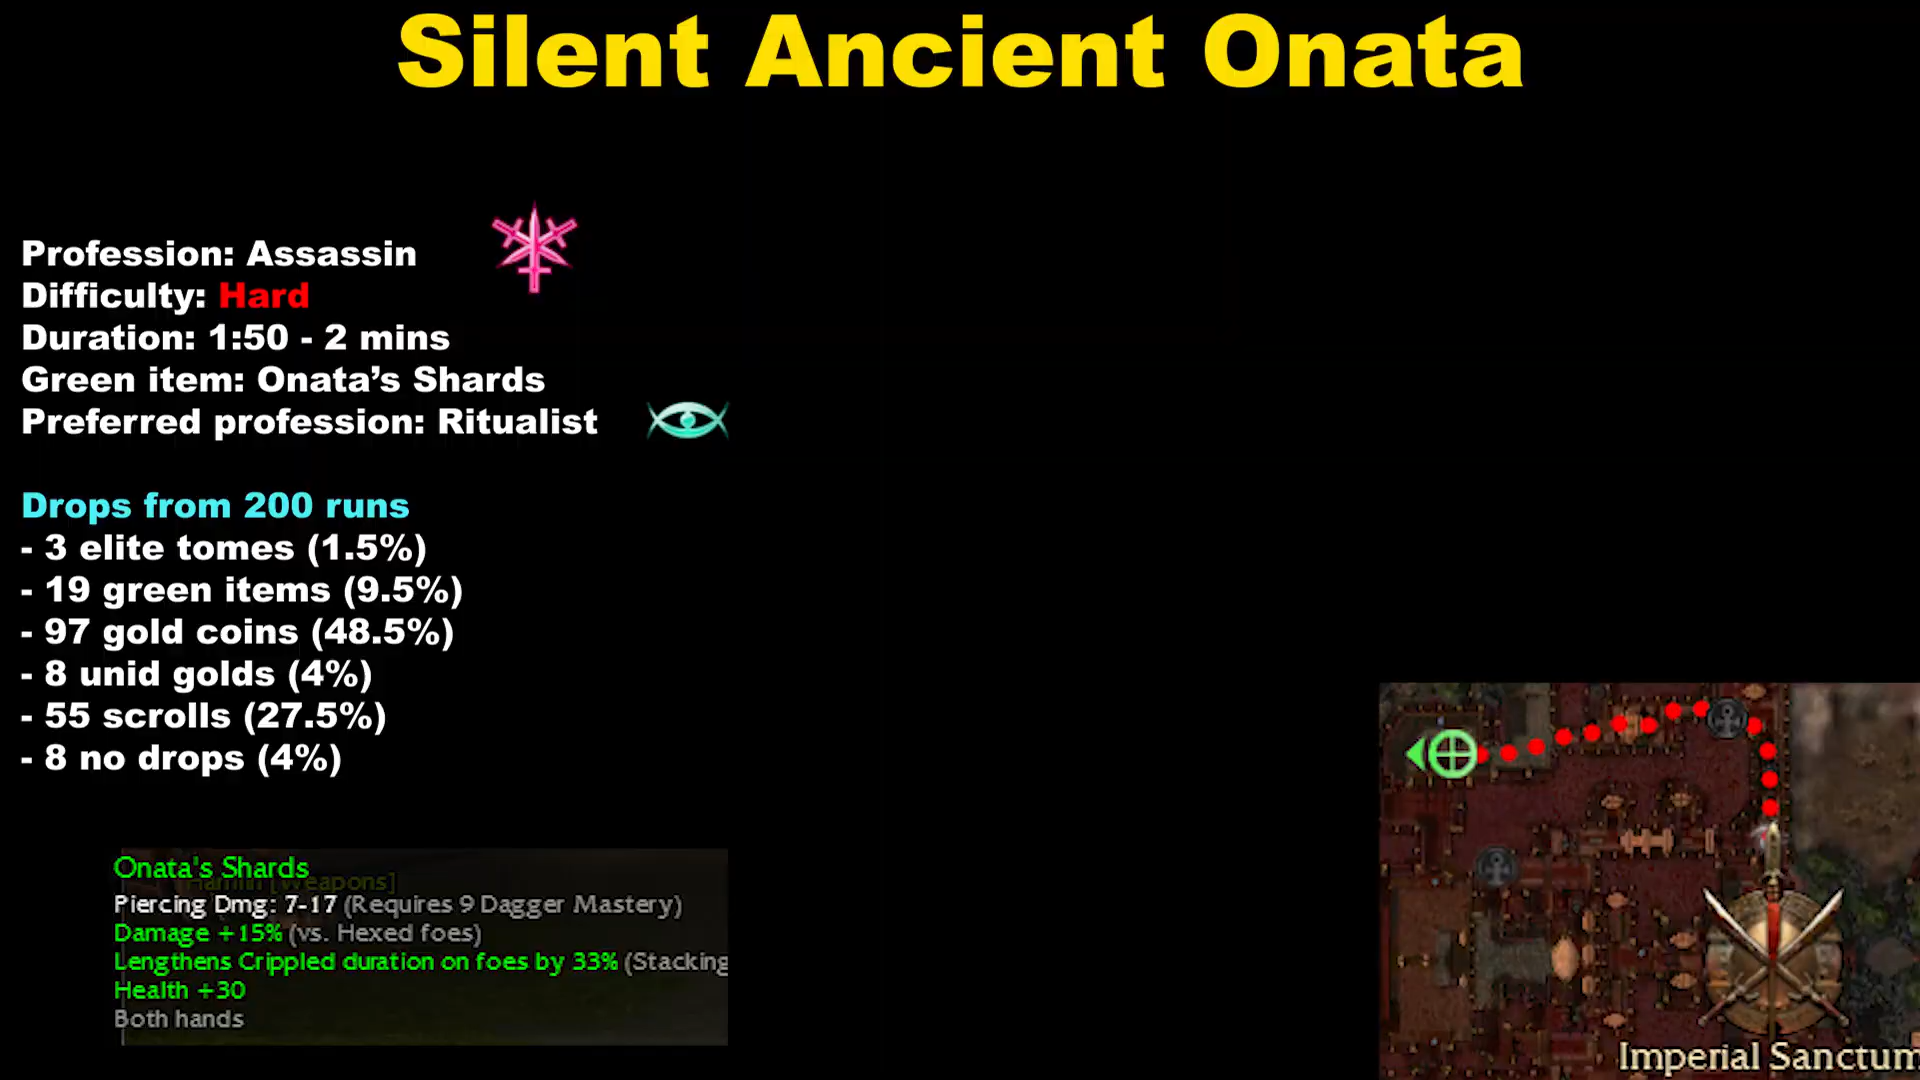 Silent Ancient Onata
Profession: Assassin
Difficulty: Hard
Duration: 1:50 - 2 mins
Green item: Onata’s Shards
Preferred profession: Ritualist
Drops from 200 runs
- 3 elite tomes (1.5%)
- 19 green items (9.5%)
- 97 gold coins (48.5%)
- 8 unid golds (4%)
- 55 scrolls (27.5%)
- 8 no drops (4%)
Onata's Shards
Hamlin [Weapons]
Piercing Dmg: 7-17 (Requires 9 Dagger Mastery)
Damage +15% (vs. Hexed foes)
Lengthens Crippled duration on foes by 33% (Stacking
Health +30
Both hands
Imperial Sanctum